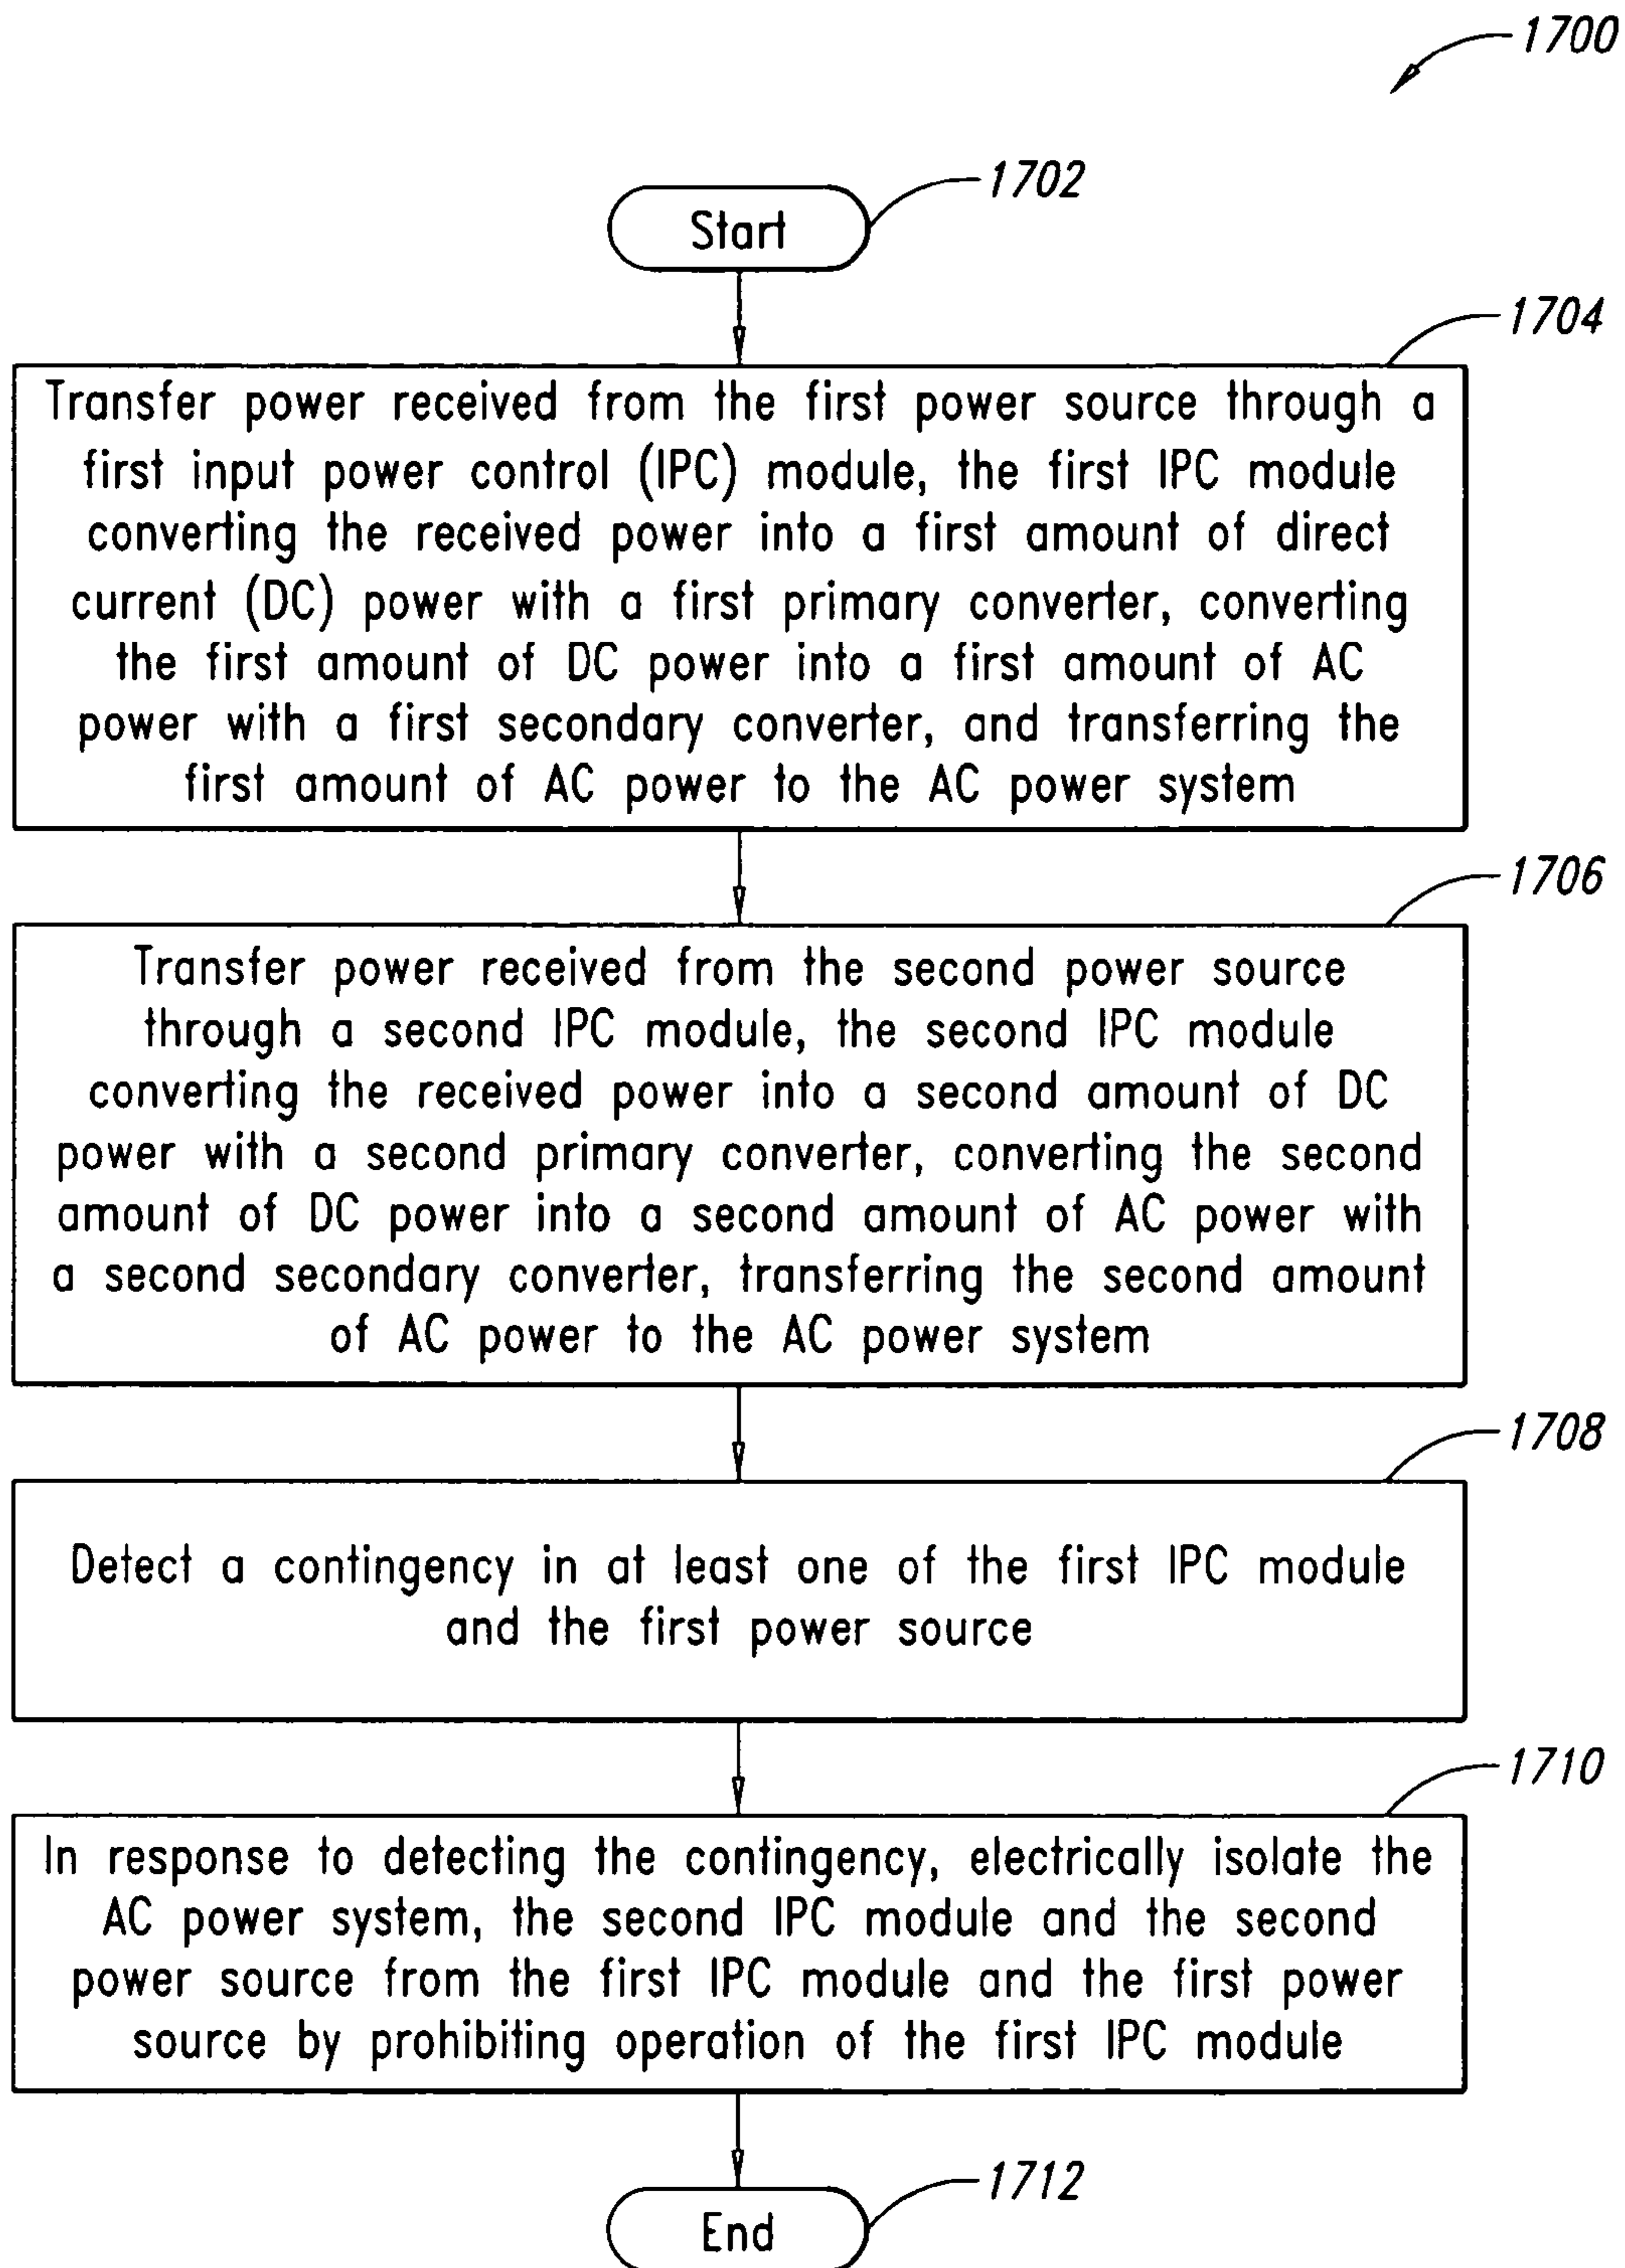 1700
1702
Start
1704
Transfer power received from the first power source through a
first input power control (IPC) module, the first IPC module
converting the received power into a first amount of direct
current (DC) power with a first primary converter, converting
the first amount of DC power into a first amount of AC
power with a first secondary converter, and transferring the
first amount of AC power to the AC power system
1706
Transfer power received from the second power source
through a second IPC module, the second IPC module
converting the received power into a second amount of DC
power with a second primary converter, converting the second
amount of DC power into a second amount of AC power with
a second secondary converter, transferring the second amount
of AC power to the AC power system
1708
Detect a contingency in at least one of the first IPC module
and the first power source
1710
In response to detecting the contingency, electrically isolate the
AC power system, the second IPC module and the second
power source from the first IPC module and the first power
source by prohibiting operation of the first IPC module
1712
End